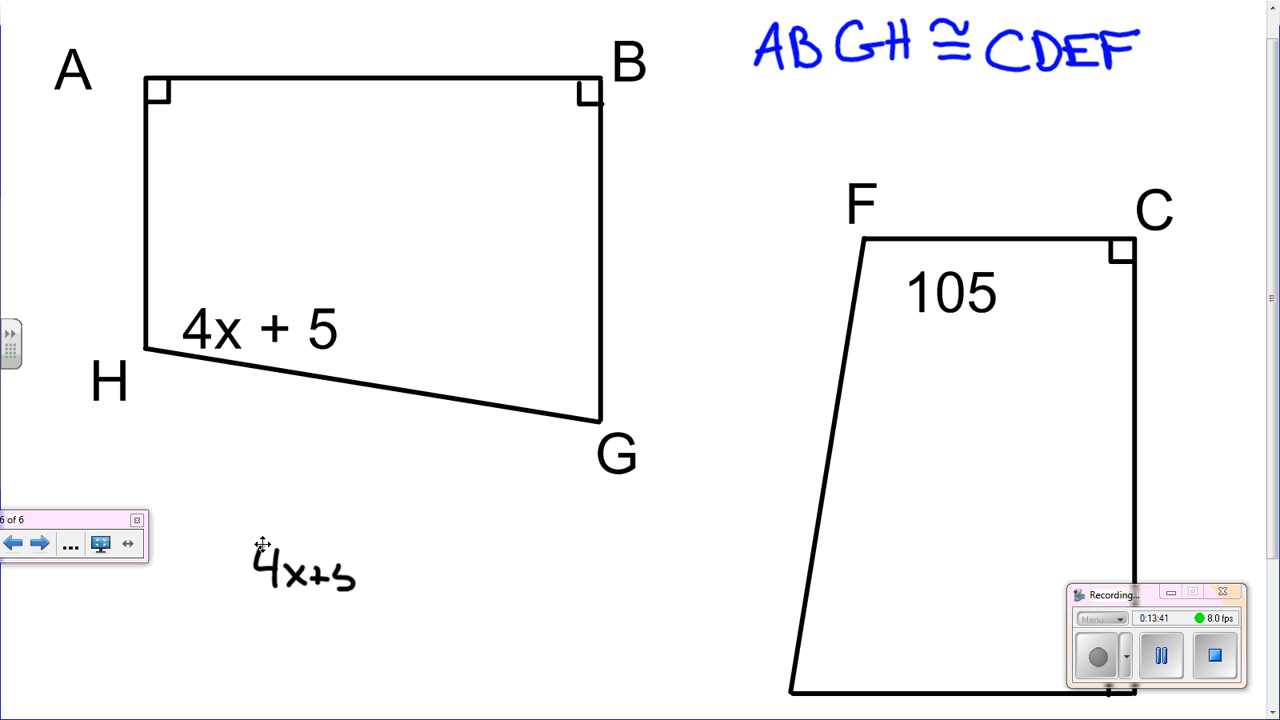 ABGH ≅ CDEF
A
B
4x + 5
H
G
F
C
105
6 of 6
...
4x+5
Recording...
Menu
0:13:41
8.0 fps